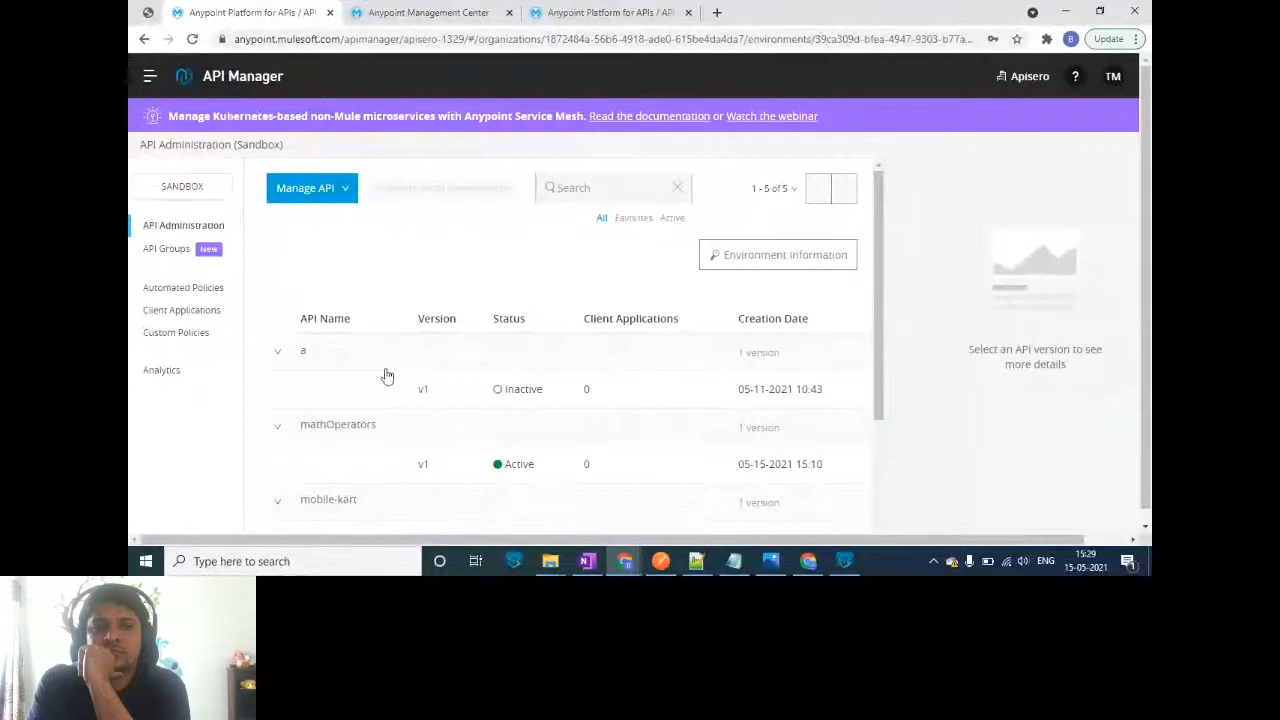 Anypoint Platform for APIs / API
Anypoint Management Center
Anypoint Platform for APIs / API
anypoint.mulesoft.com/apimanager/apisero-1329/#/organizations/1872484a-56b6-4918-ade0-615be4da4da7/environments/39ca309d-bfea-4947-9303-b77a...
Update
API Manager
Apisero
?
TM
Manage Kubernetes-based non-Mule microservices with Anypoint Service Mesh. Read the documentation or Watch the webinar
API Administration (Sandbox)
SANDBOX
API Administration
API Groups New
Automated Policies
Client Applications
Custom Policies
Analytics
Manage API
Search
1 - 5 of 5
All Favorites Active
Environment information
API Name Version Status Client Applications Creation Date
a 1 version
v1 Inactive 0 05-11-2021 10:43
mathOperators 1 version
v1 Active 0 05-15-2021 15:10
mobile-kart 1 version
Select an API version to see
more details
Type here to search
ENG
15:29
15-05-2021